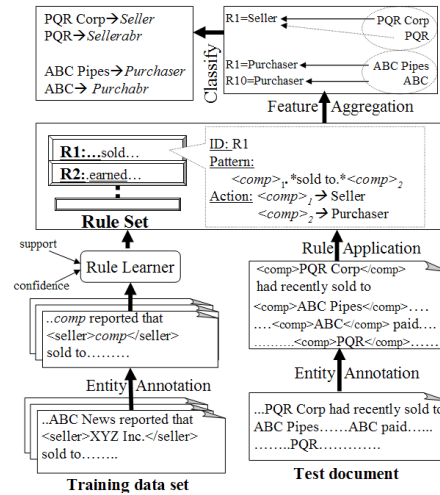 PQR Corp→Seller
PQR→Sellerabr
ABC Pipes→Purchaser
ABC→ Purchabr
Classify
R1=Seller
PQR Corp
PQR
R1=Purchaser
ABC Pipes
R10=Purchaser
ABC
Feature Aggregation
R1:...sold...
R2:.earned...
Rule Set
ID: R1
Pattern:
<comp>1.*sold to.*<comp>2
Action: <comp>1→ Seller
<comp>2→ Purchaser
support
confidence
Rule Learner
Rule Application
..comp reported that
<seller>comp</seller>
sold to.........
<comp>PQR Corp</comp>
had recently sold to
<comp>ABC Pipes</comp>....
....<comp>ABC</comp> paid....
.........<comp>PQR</comp>......
Entity Annotation
Entity Annotation
..ABC News reported that
<seller>XYZ Inc.</seller>
sold to........
Training data set
...PQR Corp had recently sold to
ABC Pipes......ABC paid.....
........PQR.............
Test document